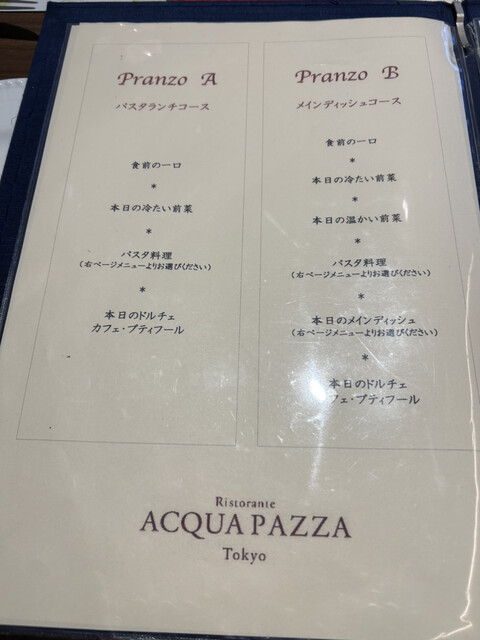 Pranzo A
パスタランチコース
食前の一口
*
本日の冷たい前菜
*
パスタ料理
(右ページメニューよりお選びください)
*
本日のドルチェ
カフェ・プティフール
Pranzo B
メインディッシュコース
食前の一口
*
本日の冷たい前菜
*
本日の温かい前菜
*
パスタ料理
(右ページメニューよりお選びください)
*
本日のメインディッシュ
(右ページメニューよりお選びください)
*
本日のドルチェ
フェ・プティフール
Ristorante
ACQUA PAZZA
Tokyo